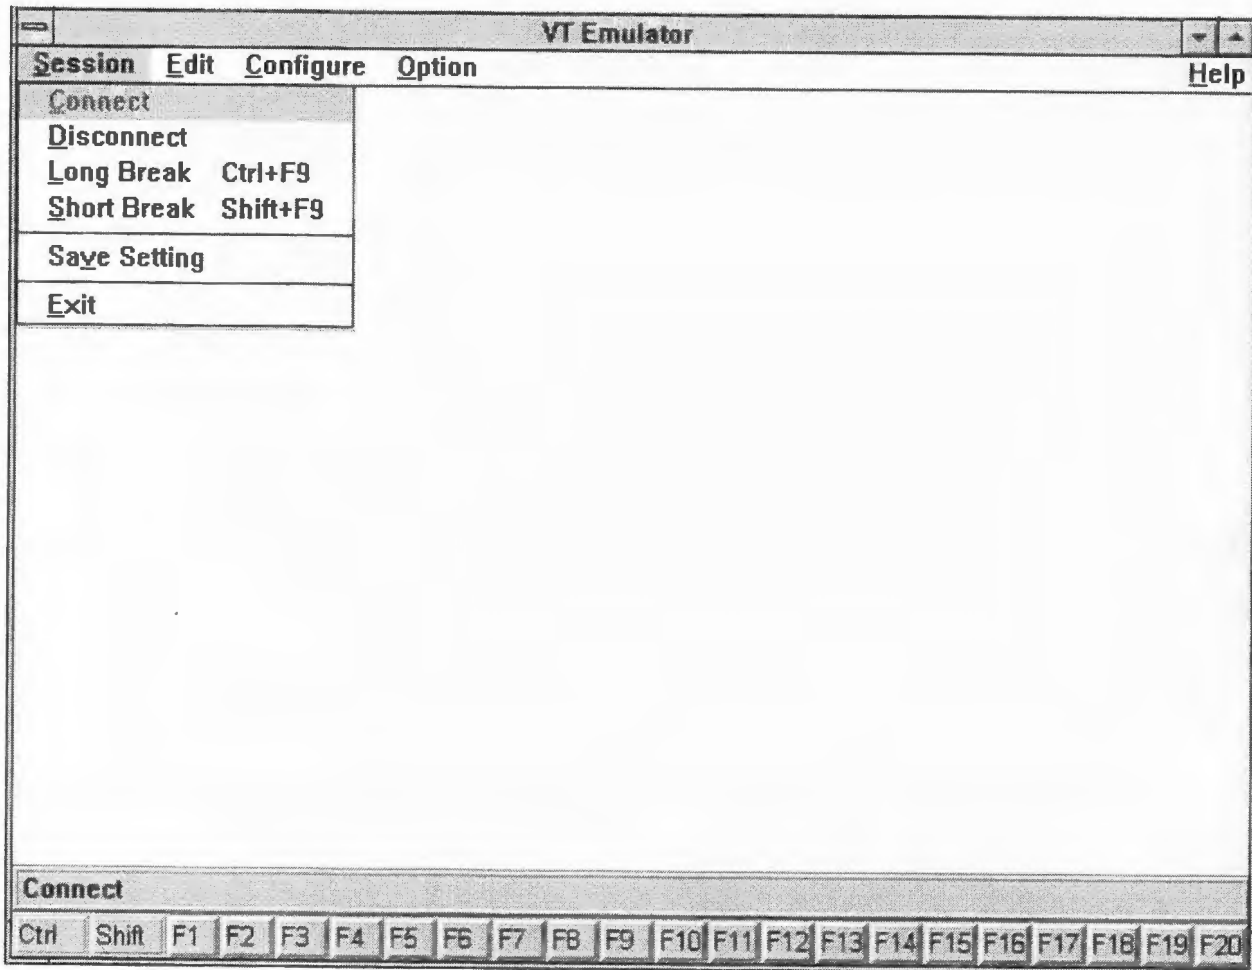 VT Emulator
Session Edit Configure Option Help
Connect
Disconnect
Long Break Ctrl+F9
Short Break Shift+F9
Save Setting
Exit
Connect
Ctrl Shift F1 F2 F3 F4 F5 F6 F7 F8 F9 F10 F11 F12 F13 F14 F15 F16 F17 F18 F19 F20